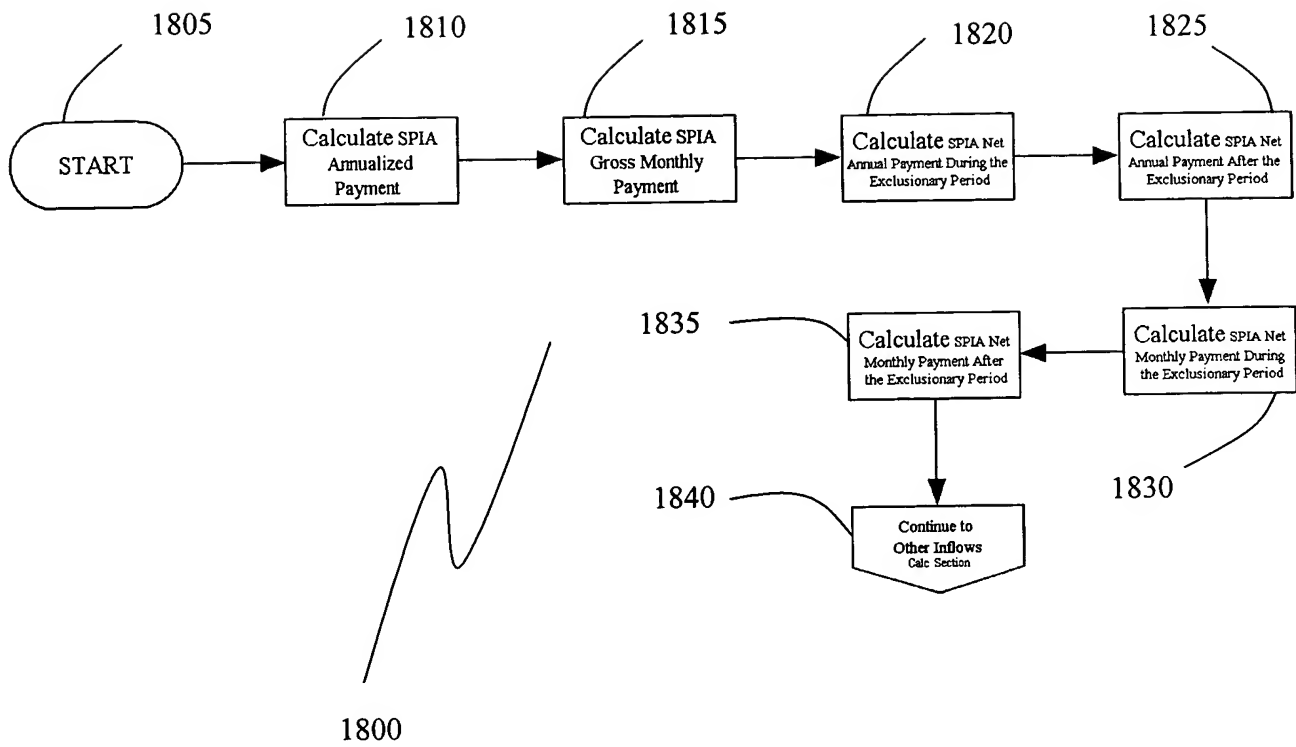 1805
1810
1815
1820
1825
START
Calculate SPIA
Annualized
Payment
Calculate SPIA
Gross Monthly
Payment
Calculate SPIA Net
Annual Payment During the
Exclusionary Period
Calculate SPIA Net
Annual Payment After the
Exclusionary Period
1835
Calculate SPIA Net
Monthly Payment After
the Exclusionary Period
Calculate SPIA Net
Monthly Payment During
the Exclusionary Period
1840
1830
Continue to
Other Inflows
Calc Section
1800